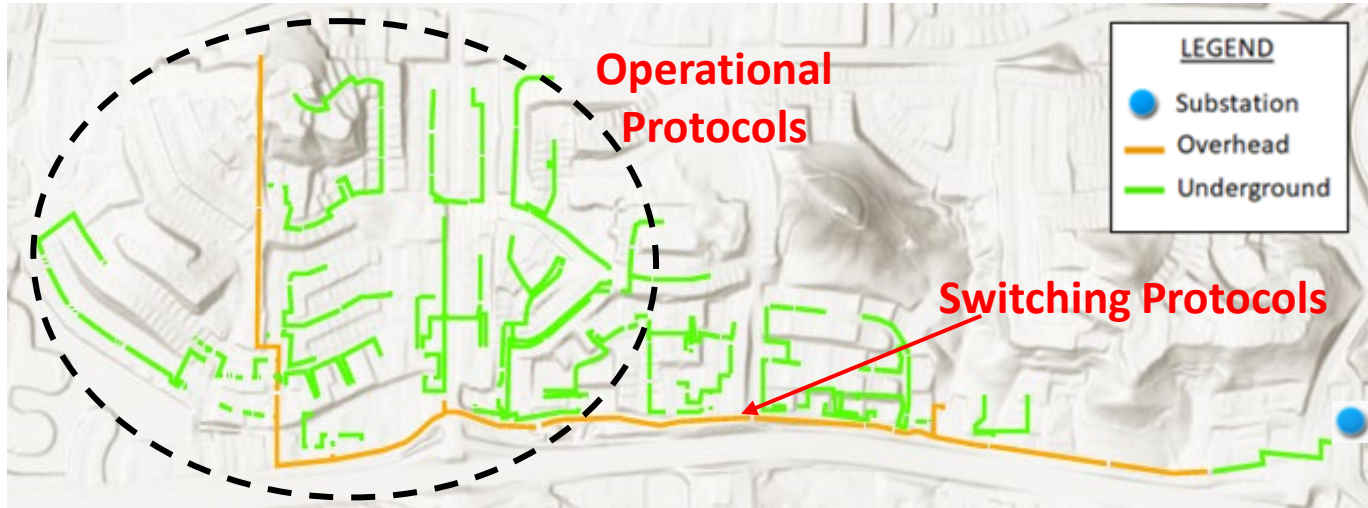 Operational
Protocols
LEGEND
Substation
Overhead
Underground
Switching Protocols